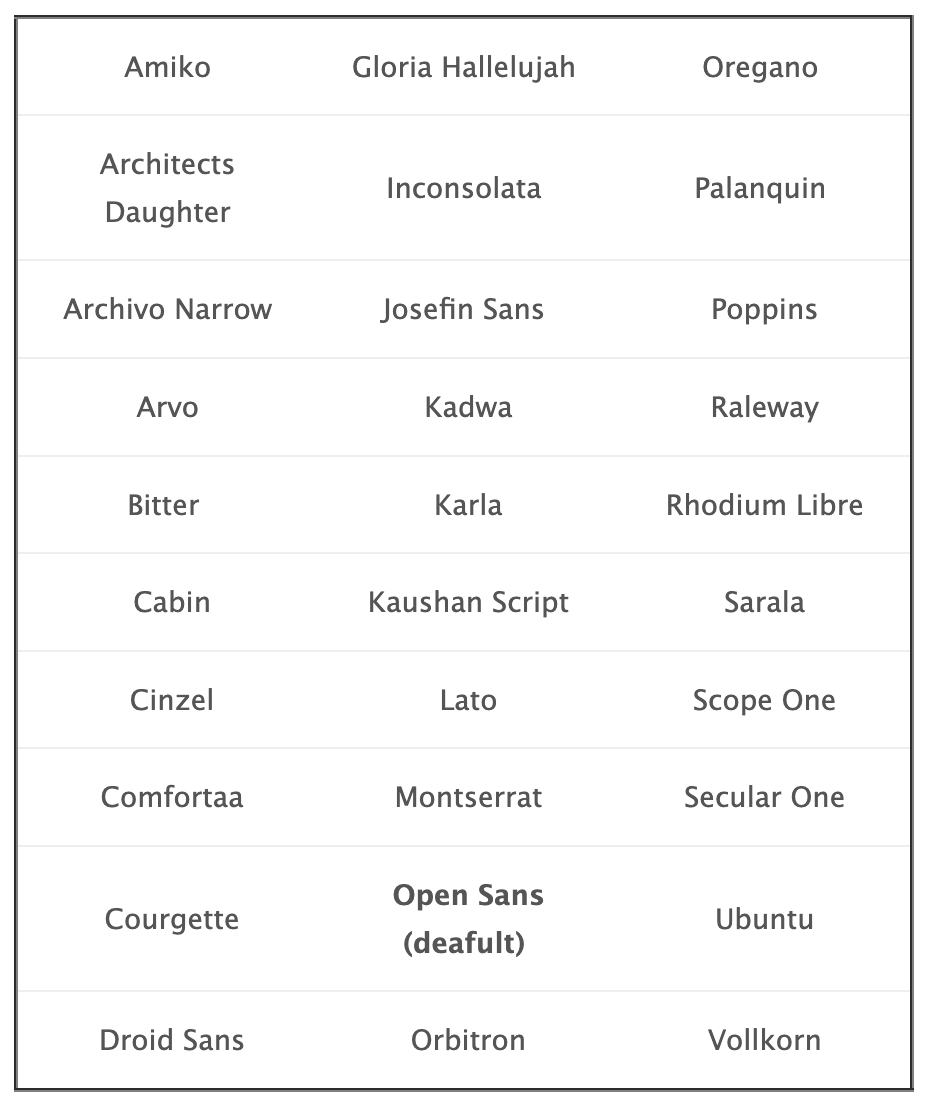 Amiko Gloria Hallelujah Oregano
Architects
Daughter
Inconsolata Palanquin
Archivo Narrow Josefin Sans Poppins
Arvo Kadwa Raleway
Bitter Karla Rhodium Libre
Cabin Kaushan Script Sarala
Cinzel Lato Scope One
Comfortaa Montserrat Secular One
Courgette
Open Sans
(deafult)
Ubuntu
Droid Sans Orbitron Vollkorn